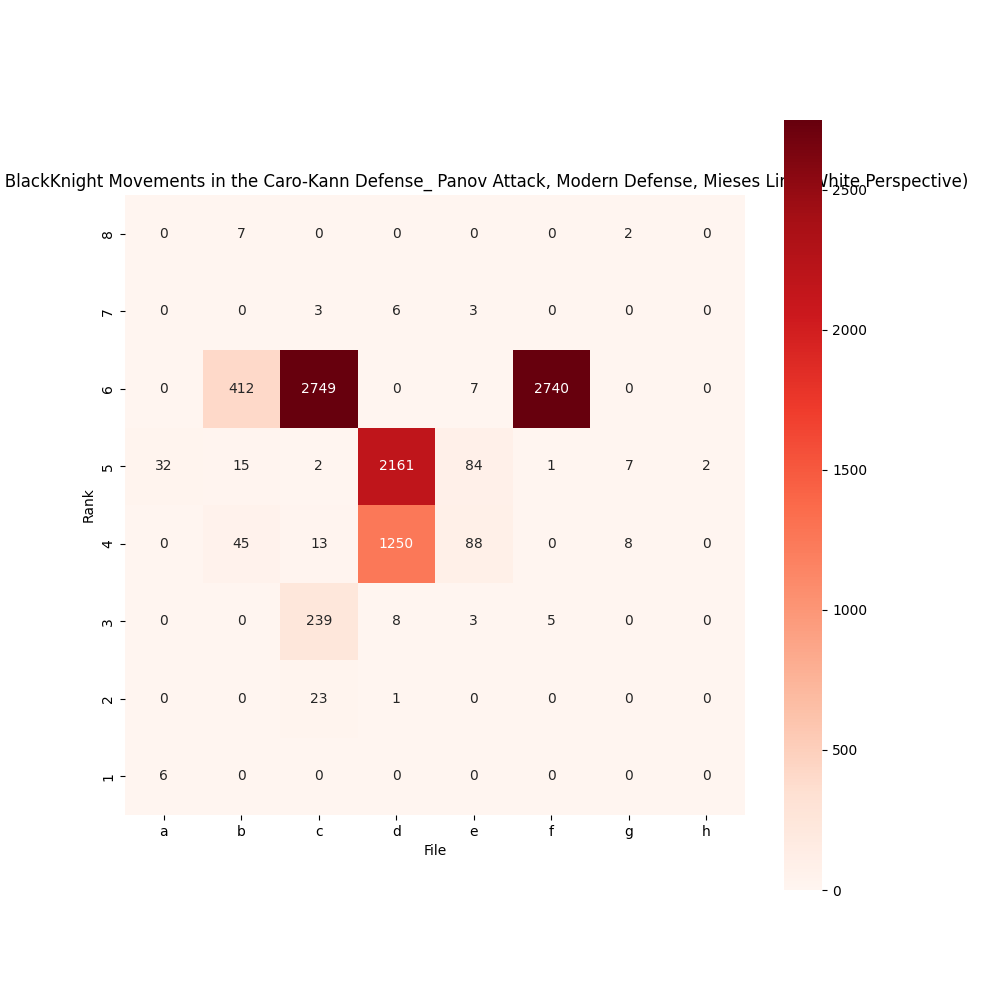 BlackKnight Movements in the Caro-Kann Defense_ Panov Attack, Modern Defense, Mieses White Perspective)
2500
8 0 7 0 0 0 0 2 0
7 0 0 3 6 3 0 0 0
2000
6 0 412 2749 0 7 2740 0 0
1500
5 32 15 2 2161 84 1 7 2
Rank
4 0 45 13 1250 88 0 8 0
1000
3 0 0 239 8 3 5 0 0
2 0 0 23 1 0 0 0 0
500
1 6 0 0 0 0 0 0 0
a b c d e f g h
File
0